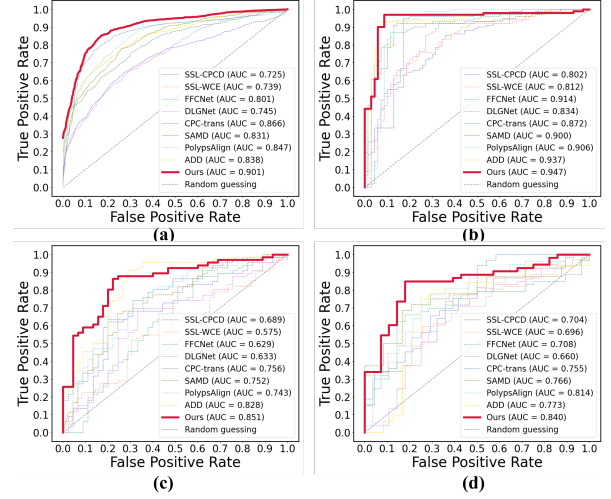 True Positive Rate
1.0
0.9
0.8
0.7
0.6
0.5
0.4
0.3
0.2
0.1
0.0
SSL-CPCD (AUC = 0.725)
SSL-WCE (AUC = 0.739)
FFCNet (AUC = 0.801)
DLGNet (AUC = 0.745)
CPC-trans (AUC = 0.866)
SAMD (AUC = 0.831)
PolypsAlign (AUC = 0.847)
ADD (AUC = 0.838)
Ours (AUC = 0.901)
Random guessing
0.0 0.1 0.2 0.3 0.4 0.5 0.6 0.7 0.8 0.9 1.0
False Positive Rate
(a)
True Positive Rate
1.0
0.9
0.8
0.7
0.6
0.5
0.4
0.3
0.2
0.1
0.0
SSL-CPCD (AUC = 0.802)
SSL-WCE (AUC = 0.812)
FFCNet (AUC = 0.914)
DLGNet (AUC = 0.834)
CPC-trans (AUC = 0.872)
SAMD (AUC = 0.900)
PolypsAlign (AUC = 0.906)
ADD (AUC = 0.937)
Ours (AUC = 0.947)
Random guessing
0.0 0.1 0.2 0.3 0.4 0.5 0.6 0.7 0.8 0.9 1.0
False Positive Rate
(b)
True Positive Rate
1.0
0.9
0.8
0.7
0.6
0.5
0.4
0.3
0.2
0.1
0.0
SSL-CPCD (AUC = 0.689)
SSL-WCE (AUC = 0.575)
FFCNet (AUC = 0.629)
DLGNet (AUC = 0.633)
CPC-trans (AUC = 0.756)
SAMD (AUC = 0.752)
PolypsAlign (AUC = 0.743)
ADD (AUC = 0.828)
Ours (AUC = 0.851)
Random guessing
0.0 0.1 0.2 0.3 0.4 0.5 0.6 0.7 0.8 0.9 1.0
False Positive Rate
(c)
True Positive Rate
1.0
0.9
0.8
0.7
0.6
0.5
0.4
0.3
0.2
0.1
0.0
SSL-CPCD (AUC = 0.704)
SSL-WCE (AUC = 0.696)
FFCNet (AUC = 0.708)
DLGNet (AUC = 0.660)
CPC-trans (AUC = 0.755)
SAMD (AUC = 0.766)
PolypsAlign (AUC = 0.814)
ADD (AUC = 0.773)
Ours (AUC = 0.840)
Random guessing
0.0 0.1 0.2 0.3 0.4 0.5 0.6 0.7 0.8 0.9 1.0
False Positive Rate
(d)